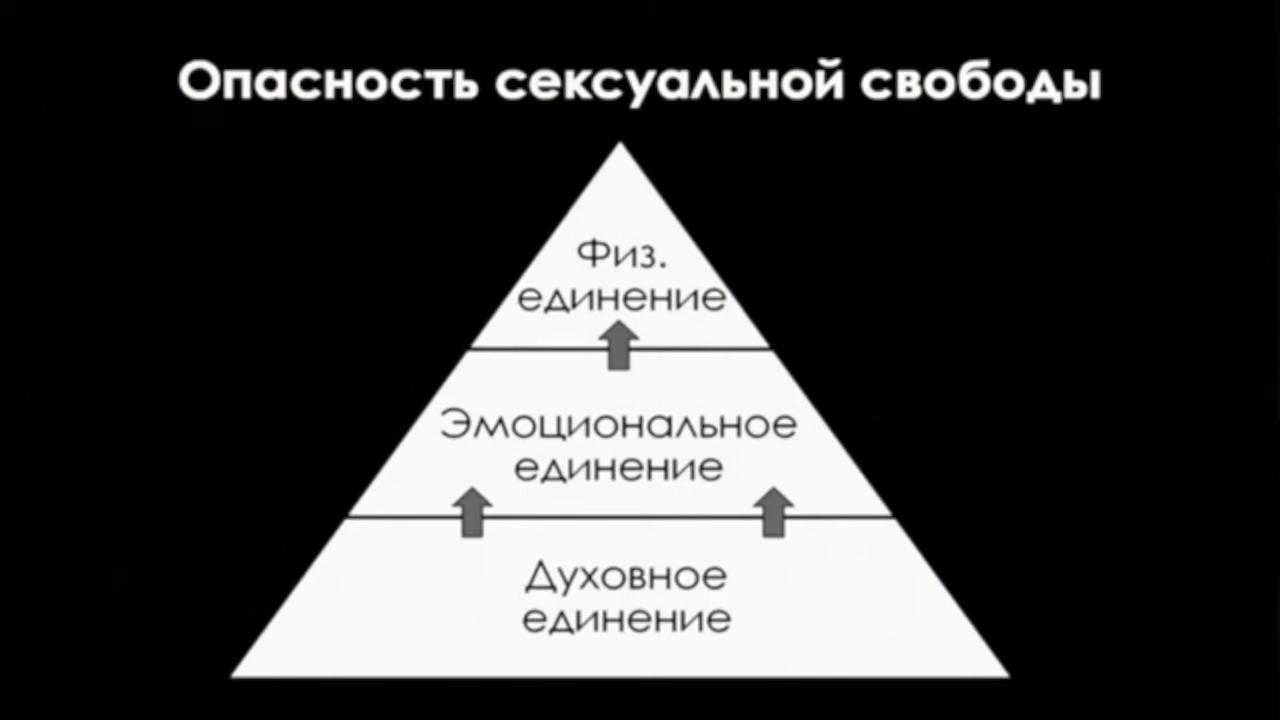 Опасность сексуальной свободы
Физ.
единение
Эмоциональное
единение
Духовное
единение